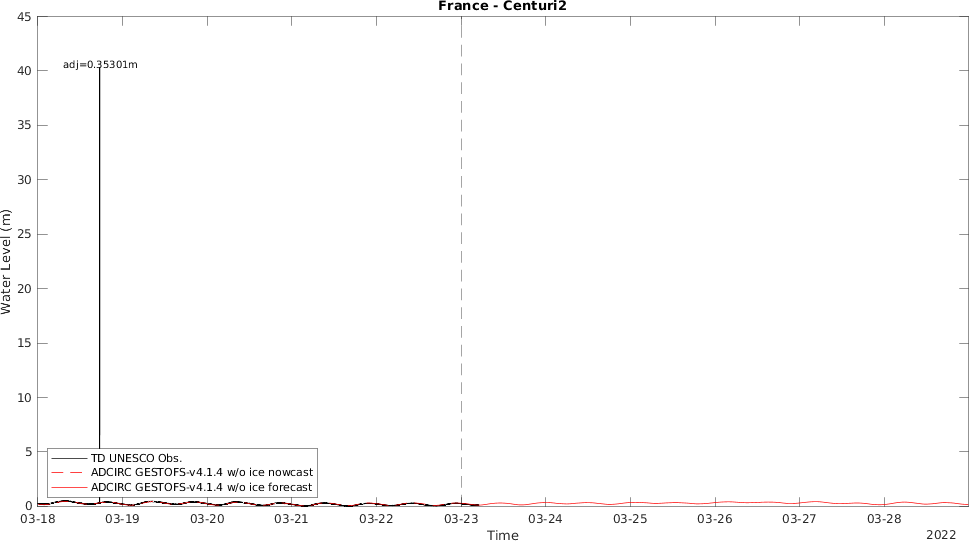 France - Centuri2
45
40
35
30
25
20
15
10
5
0
Water Level (m)
adj=0.35301m
TD UNESCO Obs.
ADCIRC GESTOFS-v4.1.4 w/o ice nowcast
ADCIRC GESTOFS-v4.1.4 w/o ice forecast
03-18 03-19 03-20 03-21 03-22 03-23 03-24 03-25 03-26 03-27 03-28
Time
2022